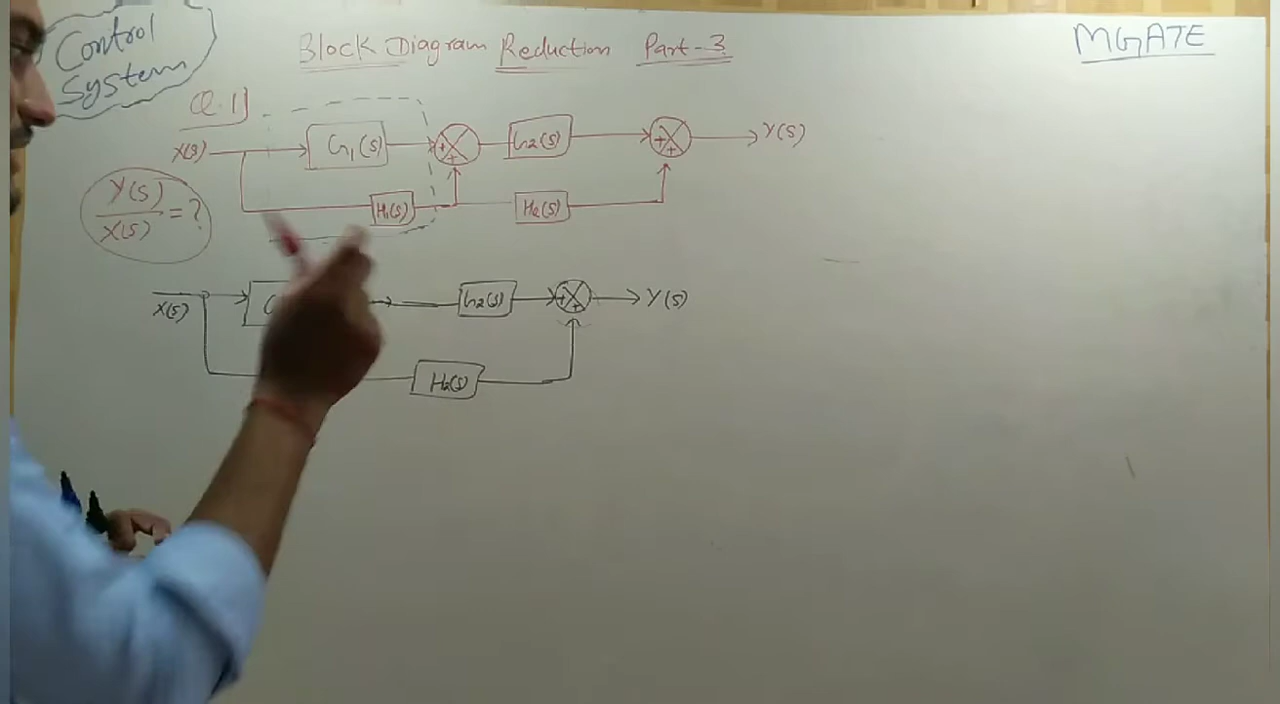 Control
System
Block Diagram Reduction Part-3
MGATE
Q.1]
X(s)
G1(s)
+
+
G2(s)
+
+
Y(s)
H1(s)
H2(s)
Y(s)
X(s)
= ?
X(s)
G2(s)
+
+
Y(s)
H2(s)